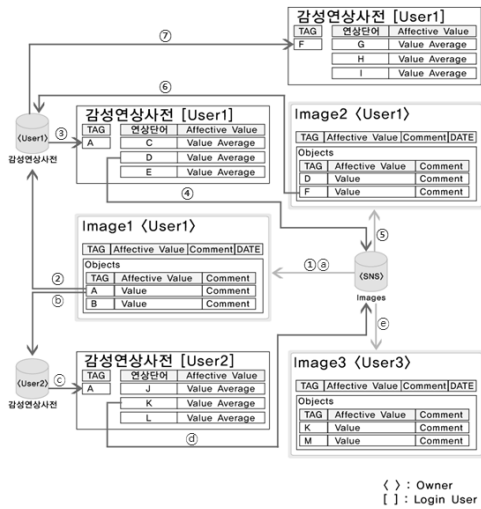 감성연상사전 [User1]
TAG 연상단어 Affective Value
F G Value Average
H Value Average
I Value Average
⑦
⑥
〈User1〉
감성연상사전
③
감성연상사전 [User1]
TAG 연상단어 Affective Value
A C Value Average
D Value Average
E Value Average
④
Image2 〈User1〉
TAG Affective Value Comment DATE
Objects
TAG Affective Value Comment
D Value Comment
F Value Comment
⑤
Image1 〈User1〉
TAG Affective Value Comment DATE
Objects
TAG Affective Value Comment
A Value Comment
B Value Comment
①ⓐ
〈SNS〉
Images
②
ⓑ
ⓔ
〈User2〉
감성연상사전
ⓒ
감성연상사전 [User2]
TAG 연상단어 Affective Value
A J Value Average
K Value Average
L Value Average
ⓓ
Image3 〈User3〉
TAG Affective Value Comment DATE
Objects
TAG Affective Value Comment
K Value Comment
M Value Comment
〈 〉 : Owner
[ ] : Login User